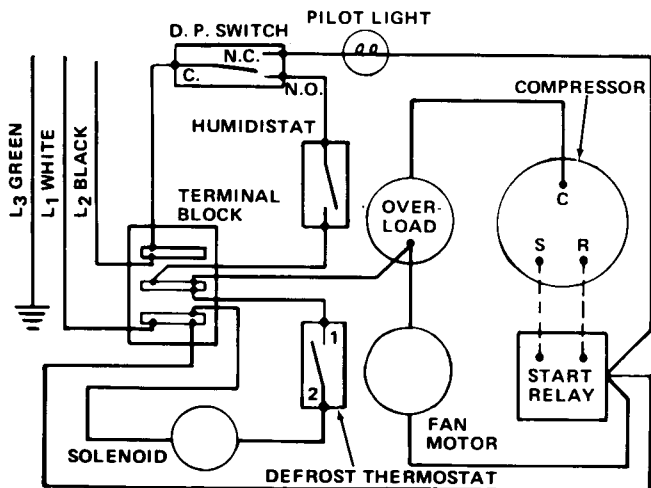 PILOT LIGHT
D. P. SWITCH
N.C.
C.
N.O.
COMPRESSOR
HUMIDISTAT
L3 GREEN
L1 WHITE
L2 BLACK
TERMINAL
BLOCK
OVER-
LOAD
C
S R
1
2
START
RELAY
FAN
MOTOR
SOLENOID
DEFROST THERMOSTAT